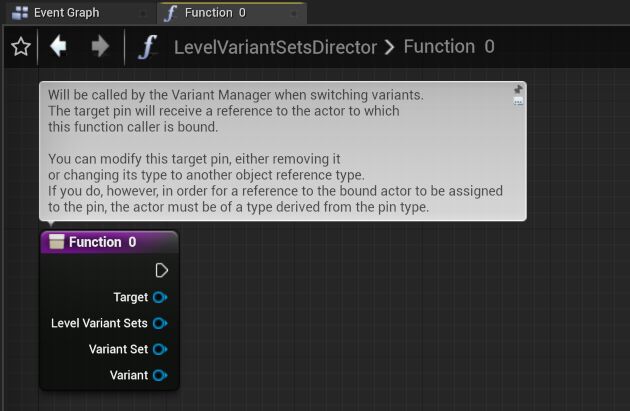 Event Graph
Function 0
LevelVariantSetsDirector > Function 0
Will be called by the Variant Manager when switching variants.
The target pin will receive a reference to the actor to which
this function caller is bound.
You can modify this target pin, either removing it
or changing its type to another object reference type.
If you do, however, in order for a reference to the bound actor to be assigned
to the pin, the actor must be of a type derived from the pin type.
Function 0
Target
Level Variant Sets
Variant Set
Variant